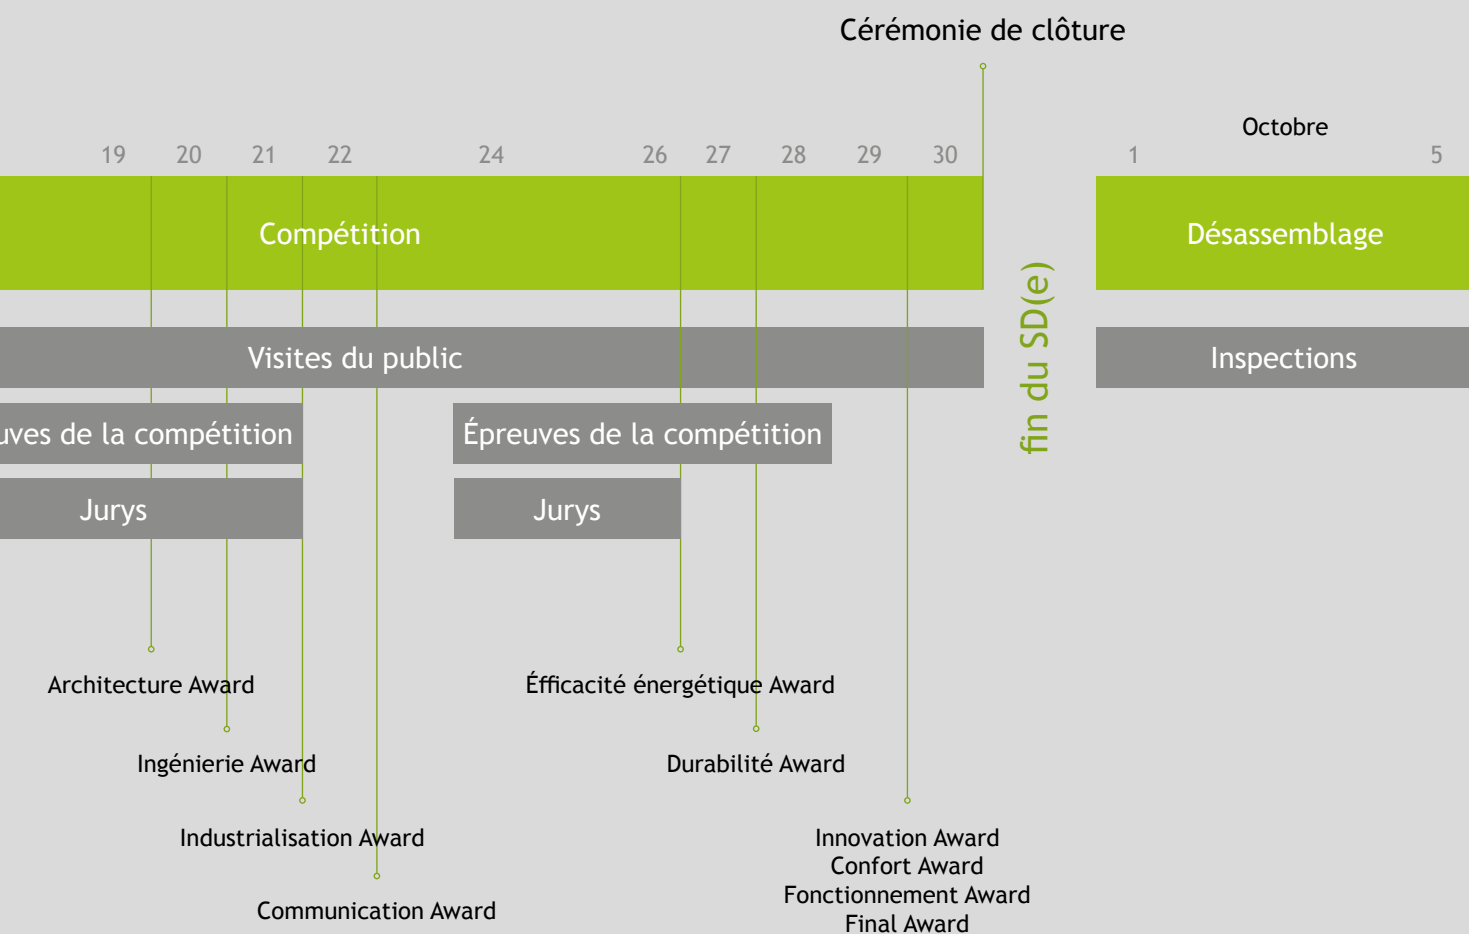 Cérémonie de clôture
Octobre
19 20 21 22 24 26 27 28 29 30 1 5
Compétition
Désassemblage
fin du SD(e)
Visites du public
Inspections
uves de la compétition
Épreuves de la compétition
Jurys
Jurys
Architecture Award
Éfficacité énergétique Award
Ingénierie Award
Durabilité Award
Industrialisation Award
Innovation Award
Confort Award
Fonctionnement Award
Final Award
Communication Award